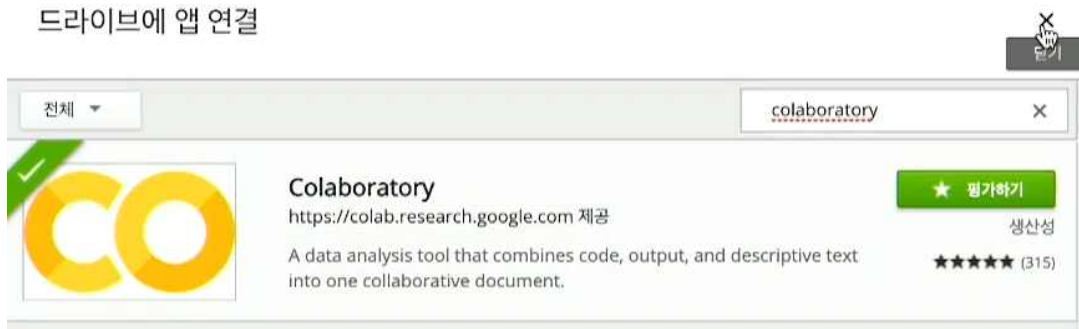 드라이브에 앱 연결
닫기
전체
colaboratory
Colaboratory
https://colab.research.google.com 제공
평가하기
생산성
A data analysis tool that combines code, output, and descriptive text
into one collaborative document.
(315)